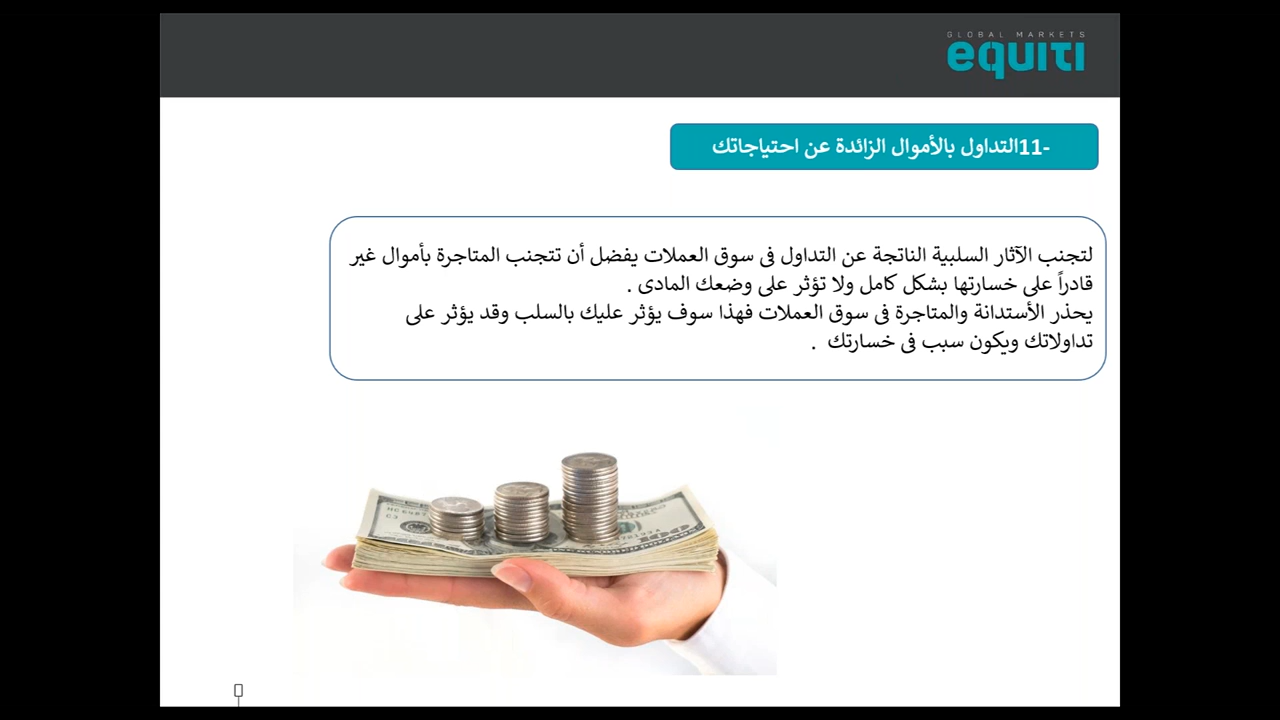 GLOBAL MARKETS
equiti
-11التداول بالأموال الزائدة عن احتياجاتك
لتجنب الآثار السلبية الناتجة عن التداول فى سوق العملات يفضل أن تتجنب المتاجرة بأموال غير
قادراً على خسارتها بشكل كامل ولا تؤثر على وضعك المادى .
يحذر الأستدانة والمتاجرة فى سوق العملات فهذا سوف يؤثر عليك بالسلب وقد يؤثر على
تداولاتك ويكون سبب فى خسارتك .